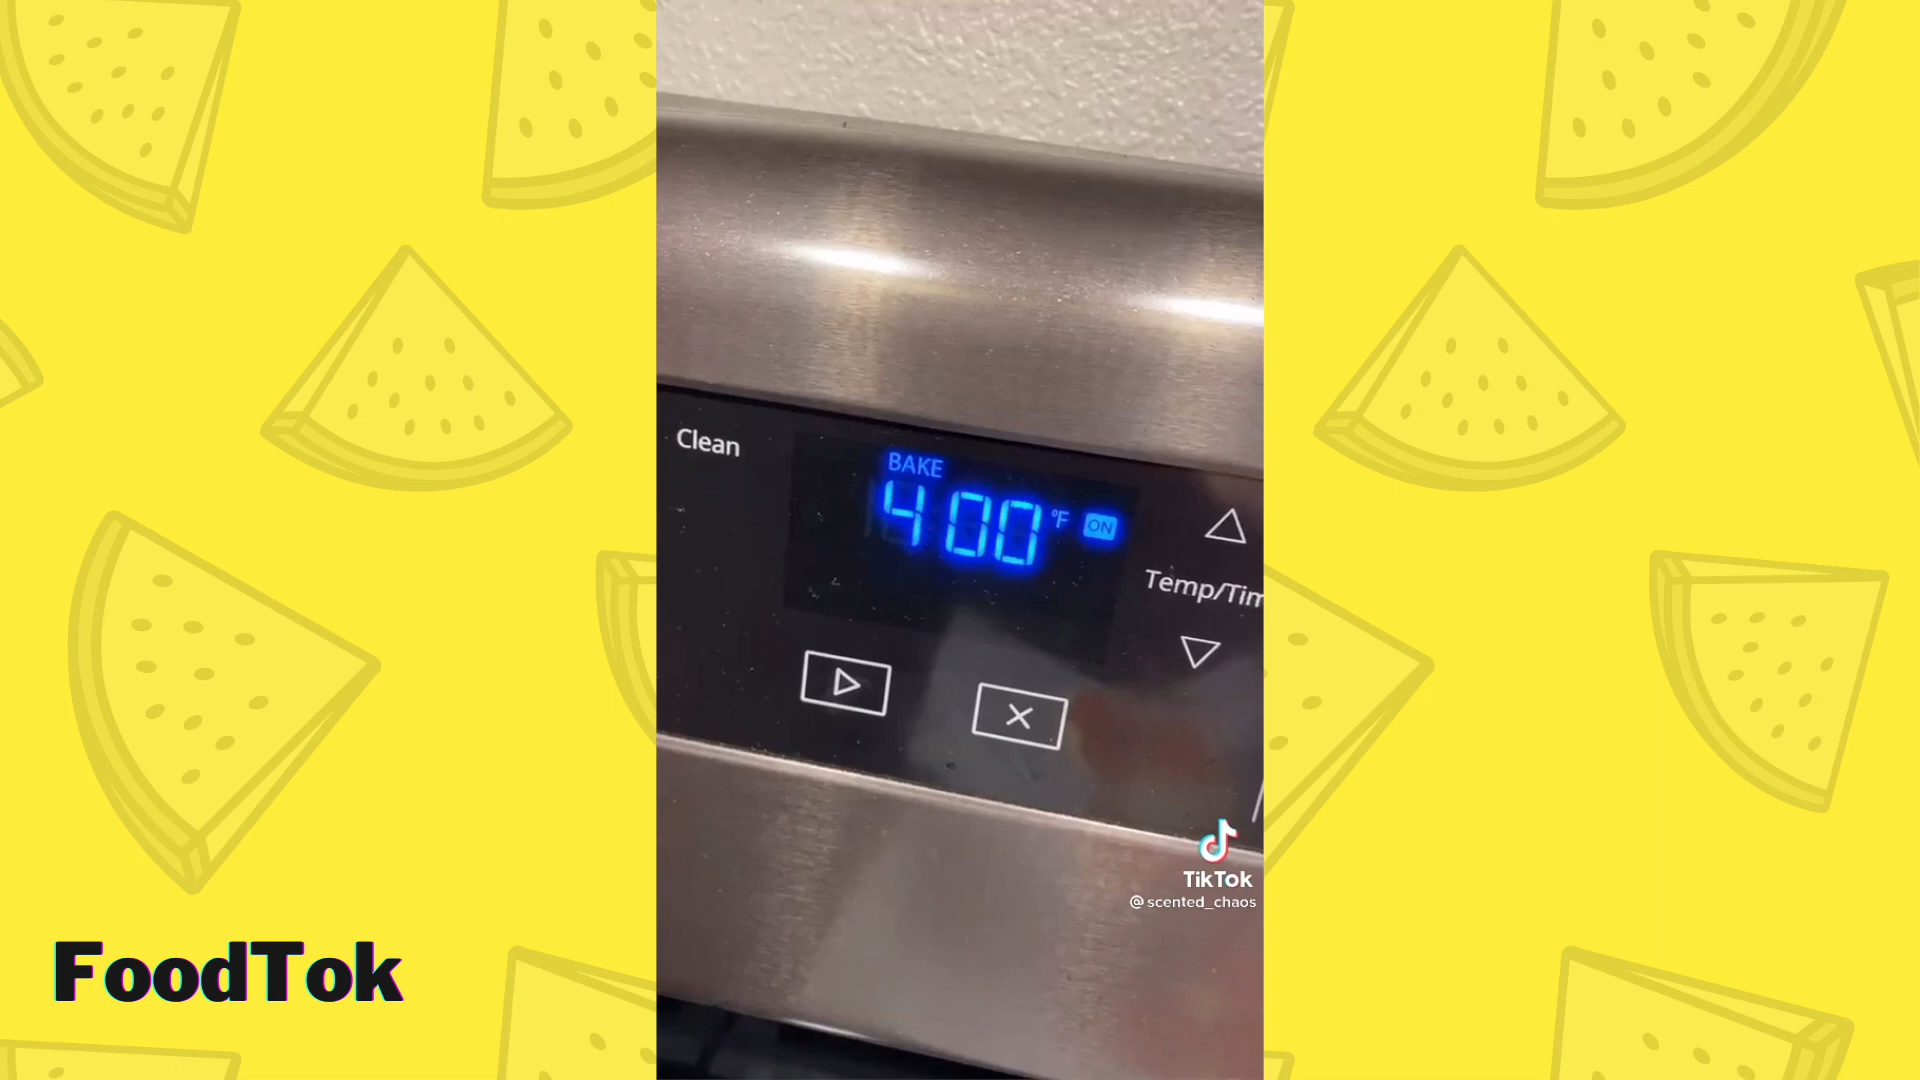 Clean
BAKE
400 °F ON
Temp/Tim
TikTok
@scented_chaos
FoodTok